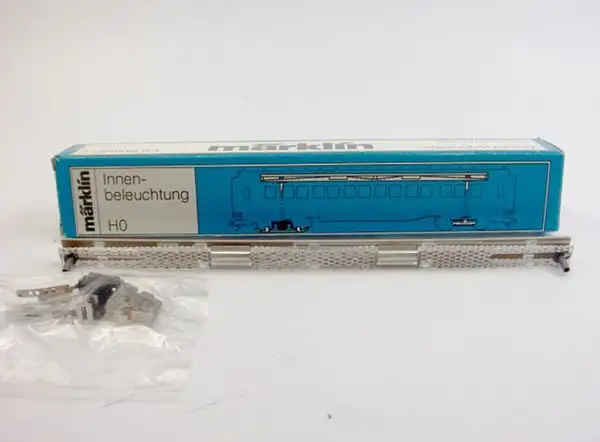 märklin
märklin
Innen-
beleuchtung
H0